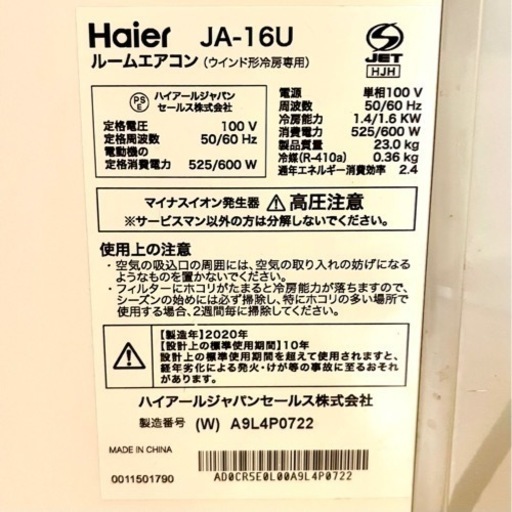 Haier JA-16U
ルームエアコン (ウインド形冷房専用)
S
JET
HJH
PS
E
ハイアールジャパン
セールス株式会社
定格電圧 100 V
定格周波数 50/60 Hz
電動機の
定格消費電力 525/600 W
電源 単相100 V
周波数 50/60 Hz
冷房能力 1.4/1.6 KW
消費電力 525/600 W
製品質量 23.0 kg
冷媒(R-410a) 0.36 kg
通年エネルギー消費効率 2.4
マイナスイオン発生器 高圧注意
※サービスマン以外の方は分解しないでください。
使用上の注意
・空気の吸込口の周囲には、空気の取り入れの妨げになる
ようなものを置かないでください。
・フィルターにホコリがたまると冷房能力が落ちますので、
シーズンの始めには必ず掃除し、特にホコリの多い場所で
使用する場合、2週間毎に掃除してください。
【製造年】2020年
【設計上の標準使用期間】10年
設計上の標準使用期間を超えて使用されますと、
経年劣化による発火・けが等の事故に至るおそれ
があります。
ハイアールジャパンセールス株式会社
製造番号 (W) A9L4P0722
MADE IN CHINA
0011501790
AD0CR5E0L00A9L4P0722